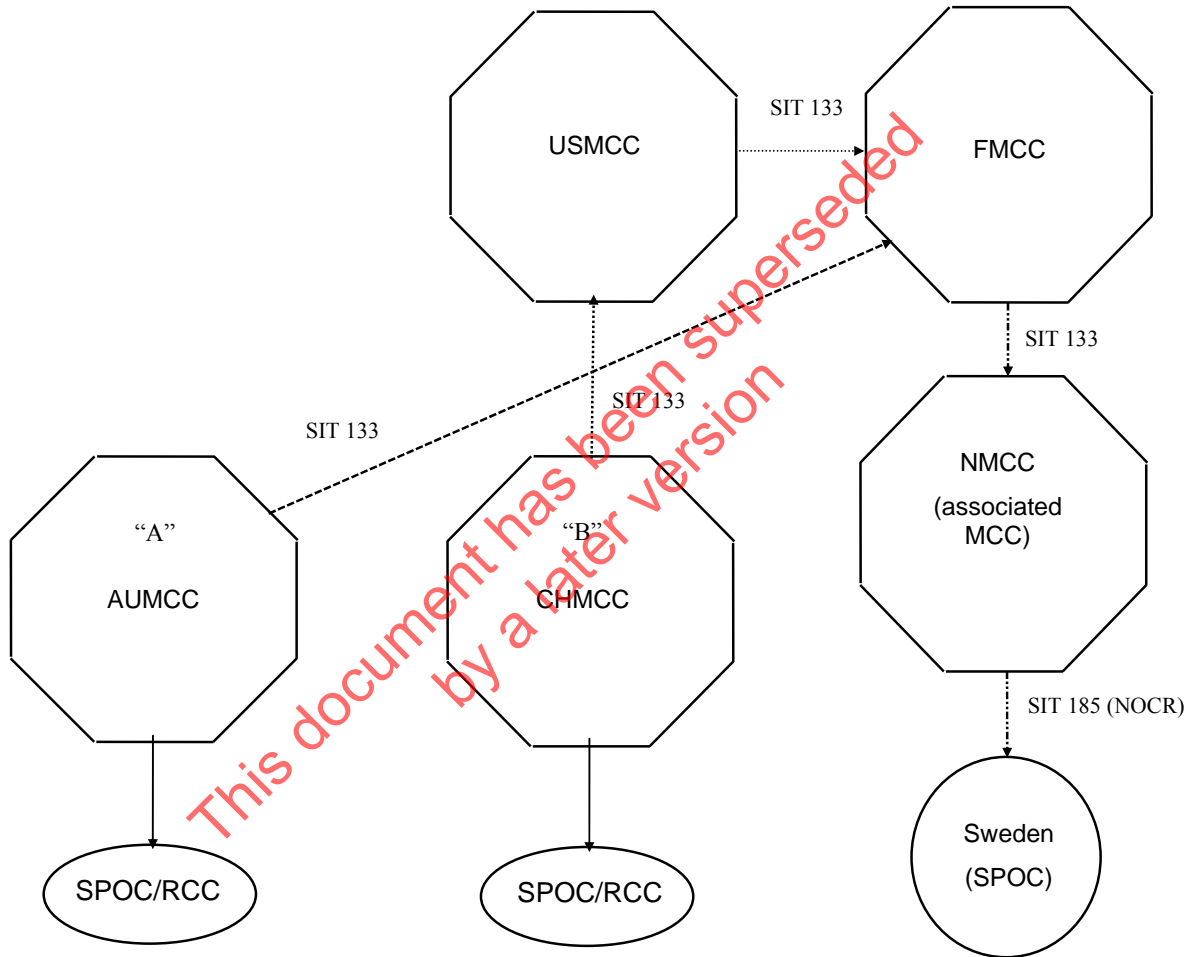 SIT 133
USMCC
FMCC
SIT 133
SIT 133
SIT 133
NMCC
(associated
MCC)
“A”
“B”
AUMCC
CHMCC
SIT 185 (NOCR)
Sweden
(SPOC)
SPOC/RCC
SPOC/RCC
This document has been superseded
by a later version